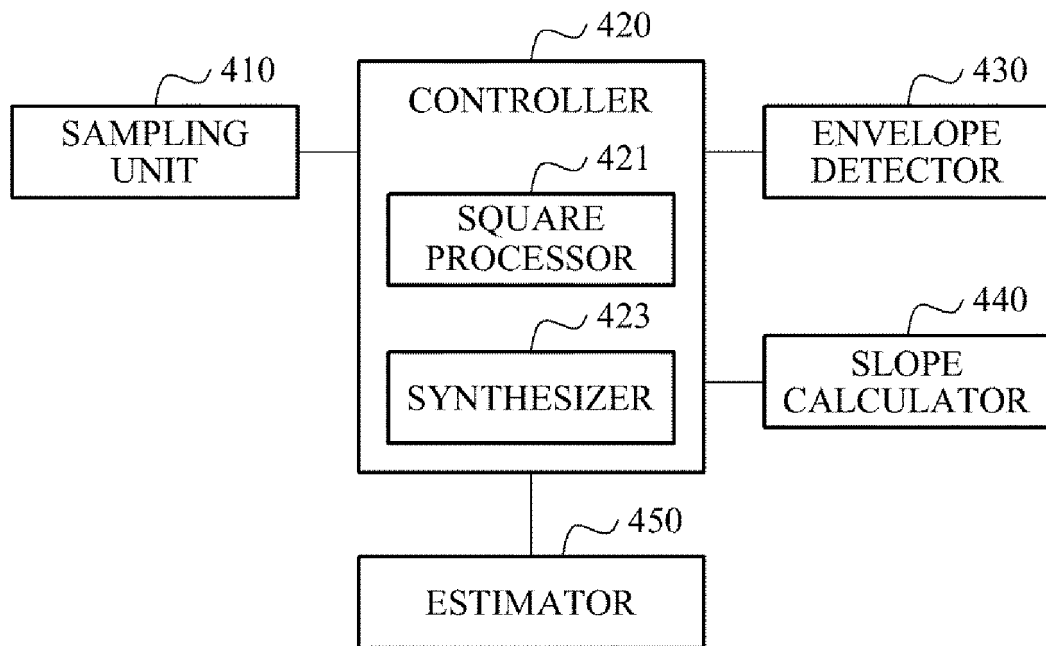 420
410
CONTROLLER
430
SAMPLING
UNIT
ENVELOPE
DETECTOR
421
SQUARE
PROCESSOR
423
440
SYNTHESIZER
SLOPE
CALCULATOR
450
ESTIMATOR